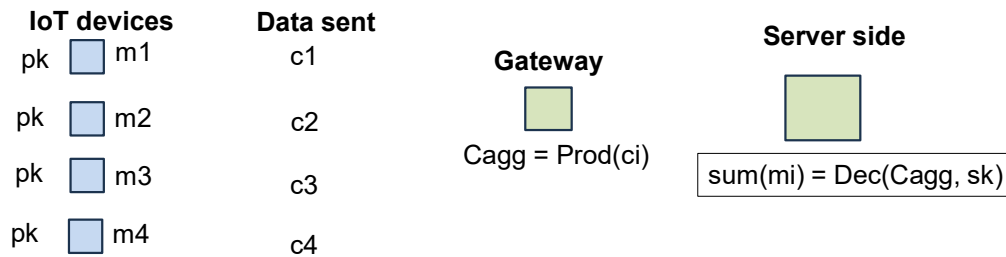 IoT devices
Data sent
Server side
Gateway
pk m1 c1
pk m2 c2
pk m3 c3
pk m4 c4
Cagg = Prod(ci)
sum(mi) = Dec(Cagg, sk)